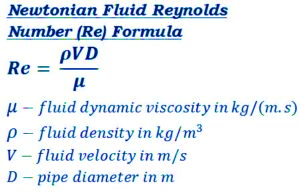 Newtonian Fluid Reynolds
Number (Re) Formula
Re = ρVD / μ
μ – fluid dynamic viscosity in kg/(m.s)
ρ – fluid density in kg/m³
V – fluid velocity in m/s
D – pipe diameter in m